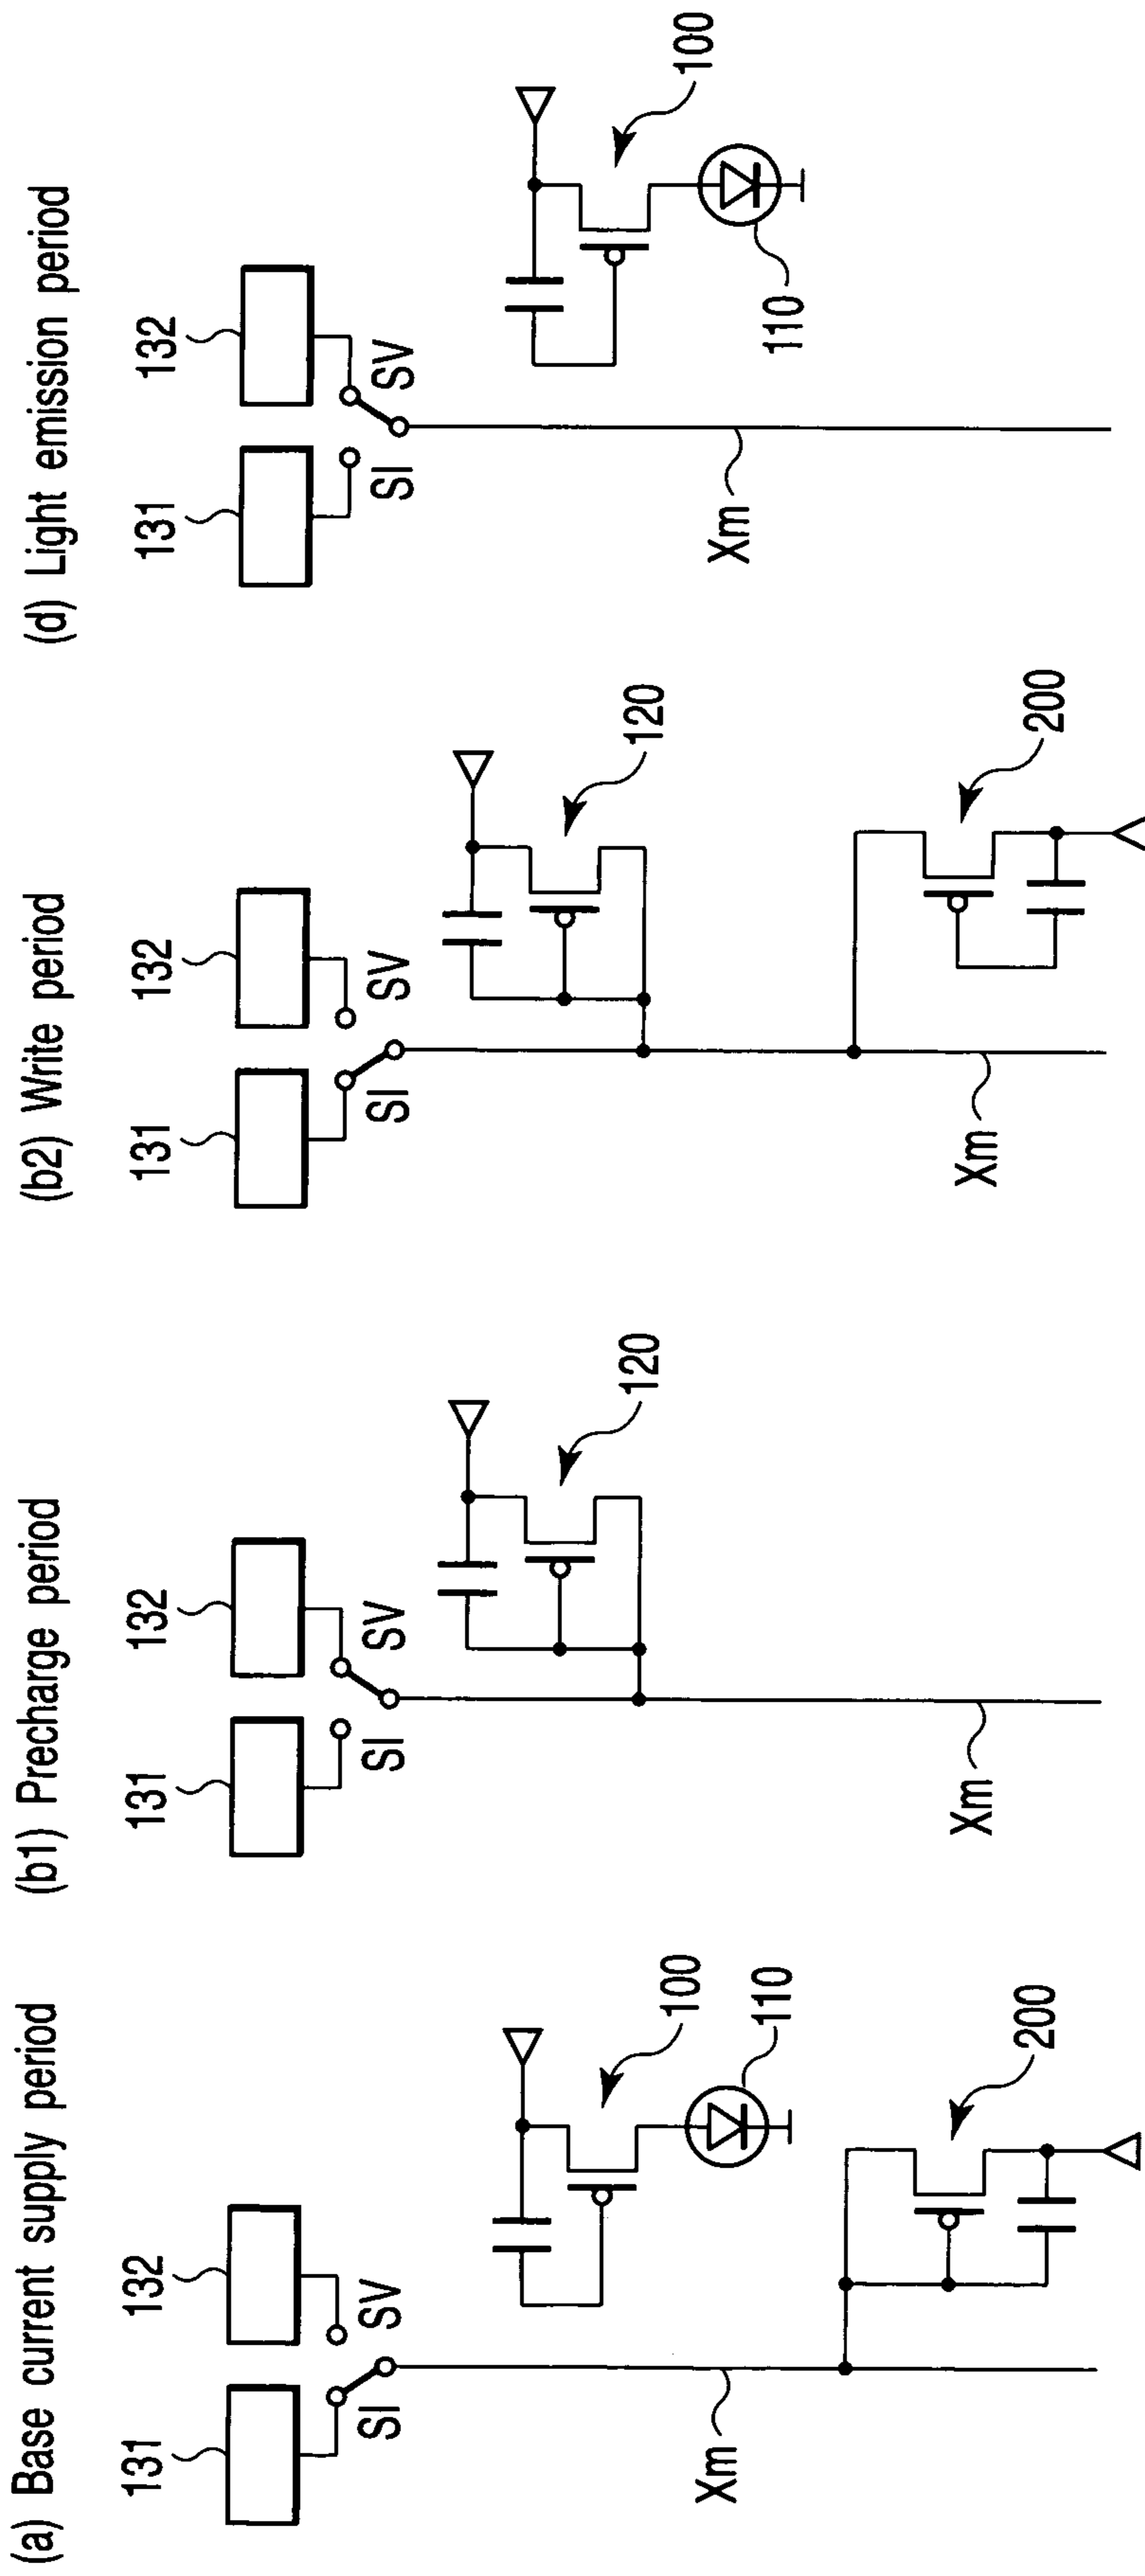 (a) Base current supply period
131
132
SI
SV
100
110
Xm
200
(b1) Precharge period
131
132
SI
SV
120
Xm
(b2) Write period
131
132
SI
SV
120
Xm
200
(d) Light emission period
131
132
SI
SV
100
110
Xm